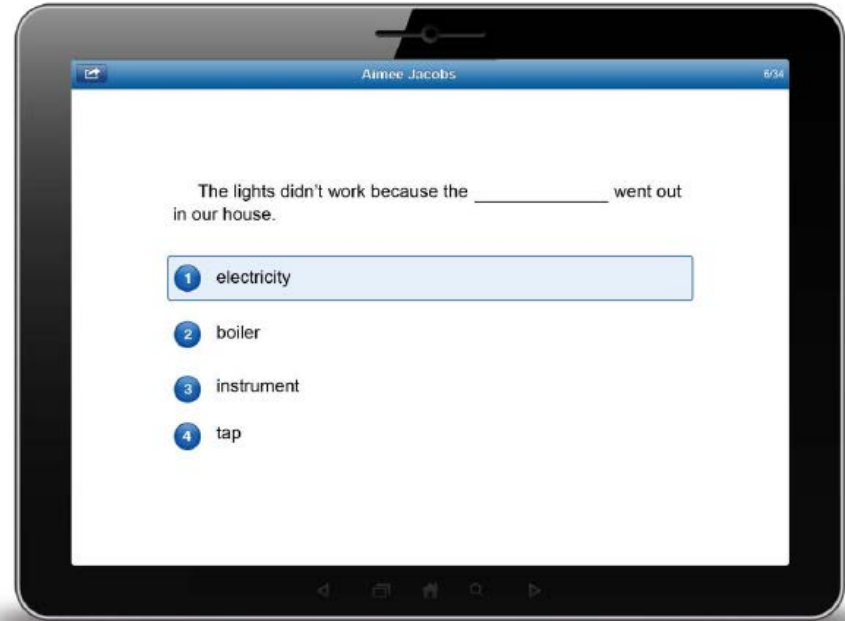 Aimee Jacobs
6/34
The lights didn't work because the ______________ went out
in our house.
1 electricity
2 boiler
3 instrument
4 tap